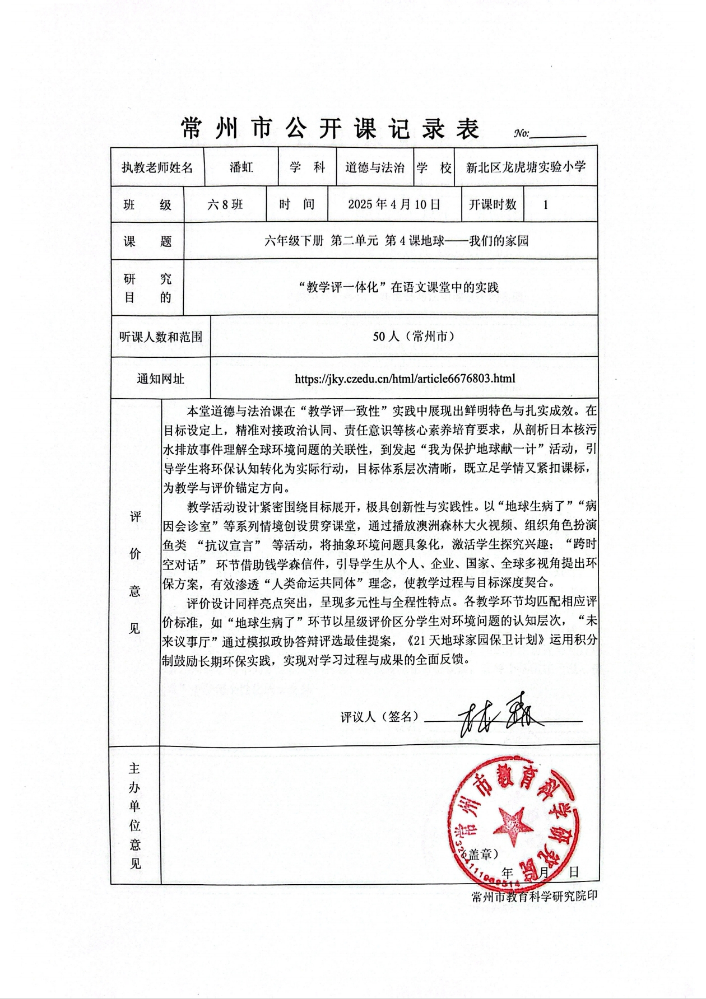 常州市公开课记录表 No:
执教老师姓名 潘虹 学 科 道德与法治 学 校 新北区龙虎塘实验小学
班 级 六 8 班 时 间 2025 年 4 月 10 日 开课时数 1
课 题 六年级下册 第二单元 第 4 课地球——我们的家园
研 究
目 的
“教学评一体化”在语文课堂中的实践
听课人数和范围 50 人（常州市）
通知网址 https://jky.czedu.cn/html/article6676803.html
评价意见
本堂道德与法治课在“教学评一致性”实践中展现出鲜明特色与扎实成效。在
目标设定上，精准对接政治认同、责任意识等核心素养培育要求，从剖析日本核污
水排放事件理解全球环境问题的关联性，到发起“我为保护地球献一计”活动，引
导学生将环保认知转化为实际行动，目标体系层次清晰，既立足学情又紧扣课标，
为教学与评价锚定方向。
教学活动设计紧密围绕目标展开，极具创新性与实践性。以“地球生病了”“病
因会诊室”等系列情境创设贯穿课堂，通过播放澳洲森林大火视频、组织角色扮演
鱼类 “抗议宣言” 等活动，将抽象环境问题具象化，激活学生探究兴趣；“跨时
空对话” 环节借助钱学森信件，引导学生从个人、企业、国家、全球多视角提出环
保方案，有效渗透“人类命运共同体”理念，使教学过程与目标深度契合。
评价设计同样亮点突出，呈现多元性与全程性特点。各教学环节均匹配相应评
价标准，如“地球生病了”环节以星级评价区分学生对环境问题的认知层次，“未
来议事厅”通过模拟政协答辩评选最佳提案，《21 天地球家园保卫计划》运用积分
制鼓励长期环保实践，实现对学习过程与成果的全面反馈。
评议人（签名）
主办单位意见
常州市教育科学研究院
（盖章）
年 月 日
常州市教育科学研究院印